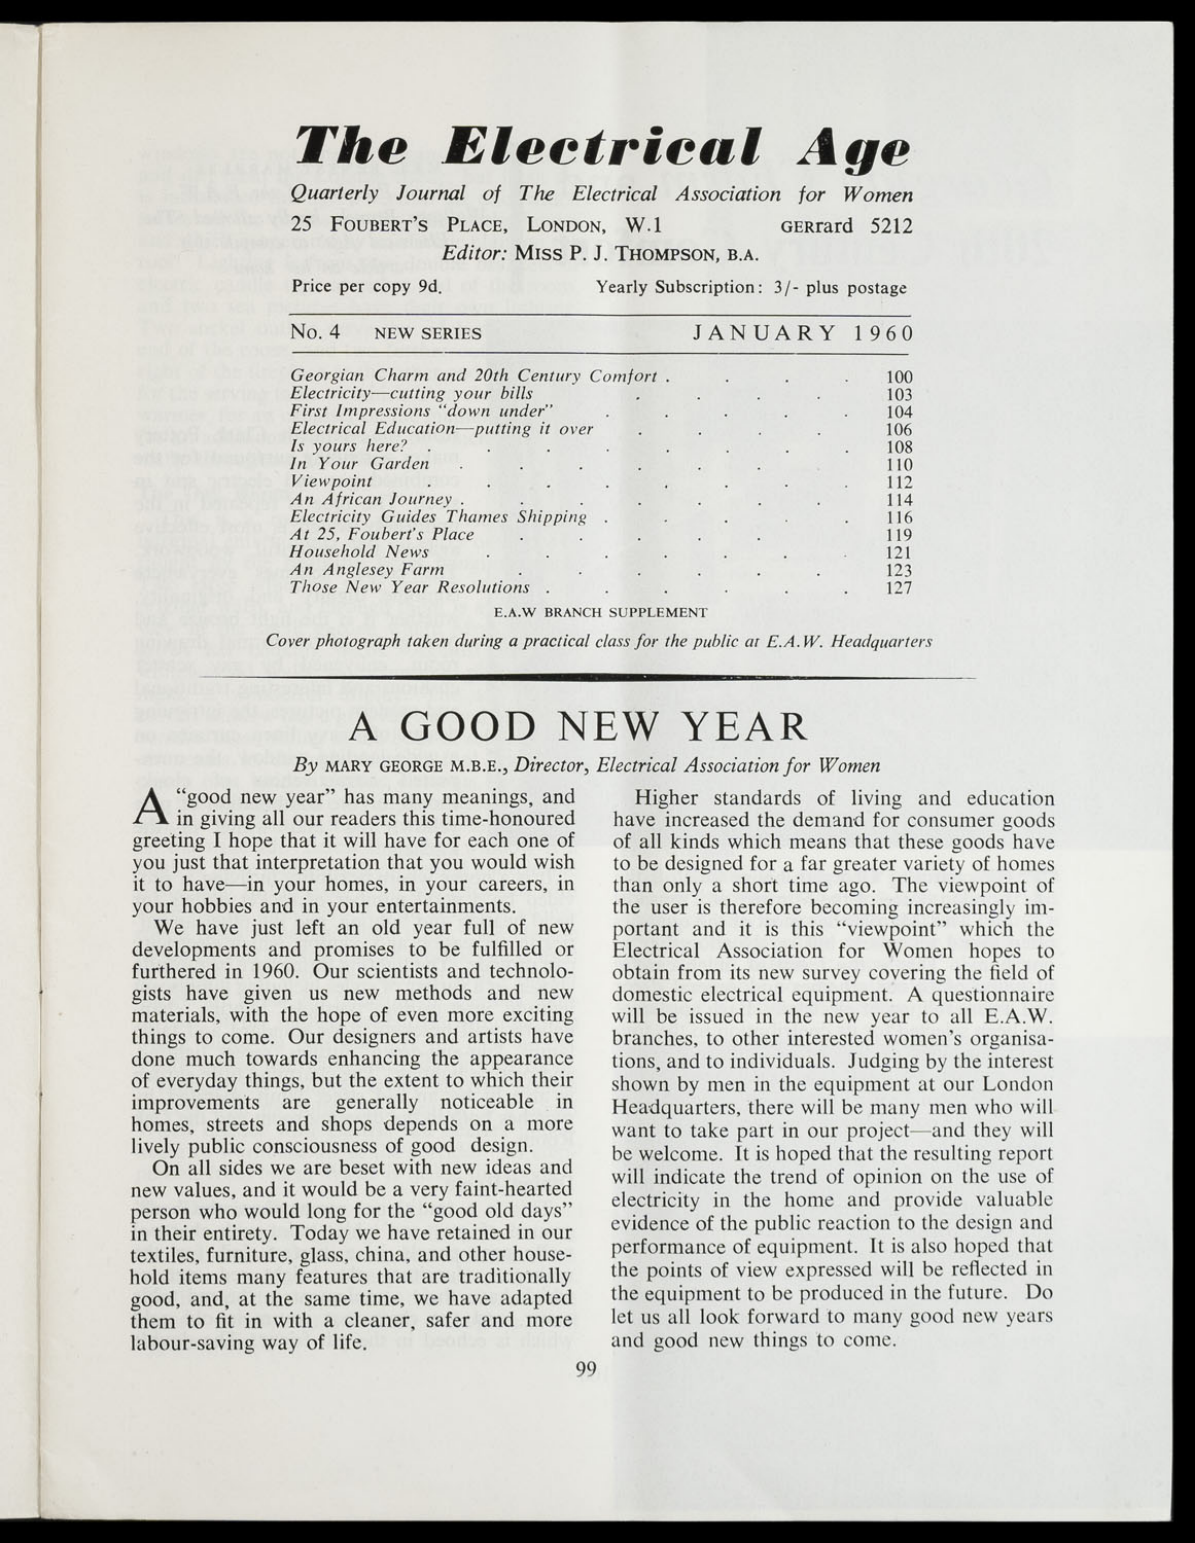 The Electrical Age
Quarterly Journal of The Electrical Association for Women
25 FOUBERT'S PLACE, LONDON, W.1 GERrard 5212
Editor: MISS P. J. THOMPSON, B.A.
Price per copy 9d. Yearly Subscription: 3/- plus postage
No. 4 NEW SERIES JANUARY 1960
Georgian Charm and 20th Century Comfort . . . . 100
Electricity—cutting your bills . . . . 103
First Impressions "down under" . . . . . 104
Electrical Education—putting it over . . . . 106
Is yours here? . . . . . . . 108
In Your Garden . . . . . . . 110
Viewpoint . . . . . . . . 112
An African Journey . . . . . . . . 114
Electricity Guides Thames Shipping . . . . . 116
At 25, Foubert's Place . . . . . 119
Household News . . . . . . . 121
An Anglesey Farm . . . . . . 123
Those New Year Resolutions . . . . . . 127
E.A.W BRANCH SUPPLEMENT
Cover photograph taken during a practical class for the public at E.A.W. Headquarters
A GOOD NEW YEAR
By MARY GEORGE M.B.E., Director, Electrical Association for Women
A "good new year" has many meanings, and
in giving all our readers this time-honoured
greeting I hope that it will have for each one of
you just that interpretation that you would wish
it to have—in your homes, in your careers, in
your hobbies and in your entertainments.
We have just left an old year full of new
developments and promises to be fulfilled or
furthered in 1960. Our scientists and technolo-
gists have given us new methods and new
materials, with the hope of even more exciting
things to come. Our designers and artists have
done much towards enhancing the appearance
of everyday things, but the extent to which their
improvements are generally noticeable in
homes, streets and shops depends on a more
lively public consciousness of good design.
On all sides we are beset with new ideas and
new values, and it would be a very faint-hearted
person who would long for the "good old days"
in their entirety. Today we have retained in our
textiles, furniture, glass, china, and other house-
hold items many features that are traditionally
good, and, at the same time, we have adapted
them to fit in with a cleaner, safer and more
labour-saving way of life.
Higher standards of living and education
have increased the demand for consumer goods
of all kinds which means that these goods have
to be designed for a far greater variety of homes
than only a short time ago. The viewpoint of
the user is therefore becoming increasingly im-
portant and it is this "viewpoint" which the
Electrical Association for Women hopes to
obtain from its new survey covering the field of
domestic electrical equipment. A questionnaire
will be issued in the new year to all E.A.W.
branches, to other interested women's organisa-
tions, and to individuals. Judging by the interest
shown by men in the equipment at our London
Headquarters, there will be many men who will
want to take part in our project—and they will
be welcome. It is hoped that the resulting report
will indicate the trend of opinion on the use of
electricity in the home and provide valuable
evidence of the public reaction to the design and
performance of equipment. It is also hoped that
the points of view expressed will be reflected in
the equipment to be produced in the future. Do
let us all look forward to many good new years
and good new things to come.
99